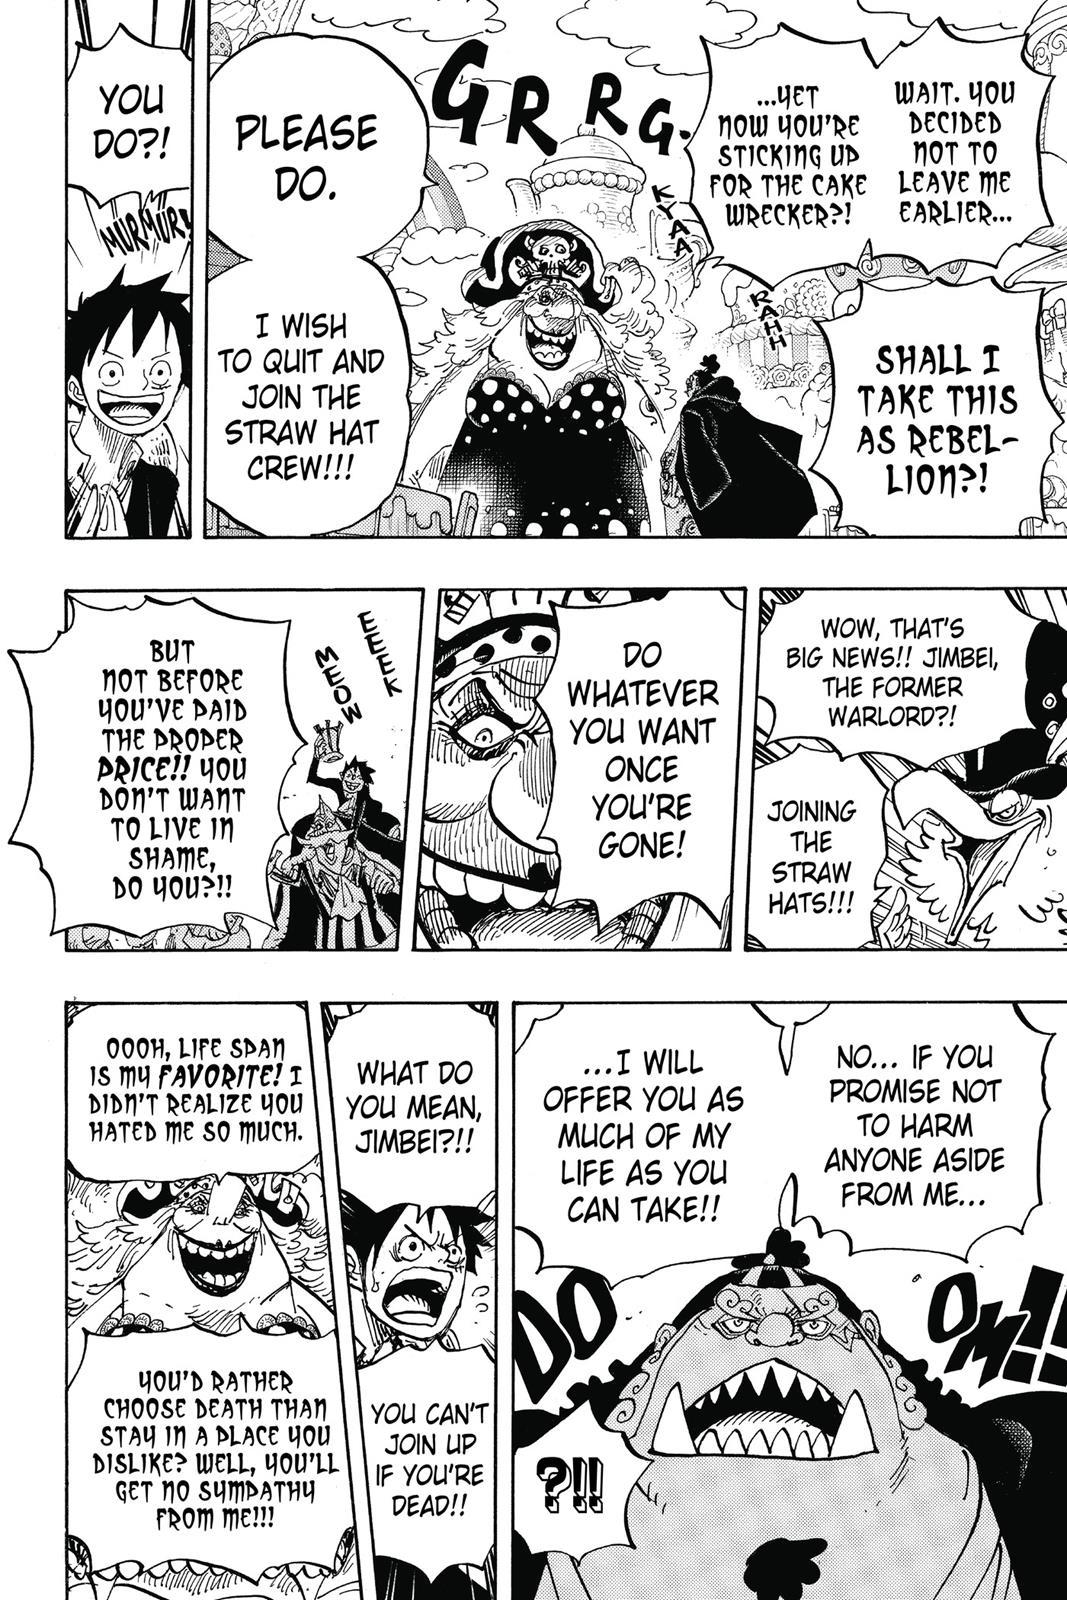 WAIT. YOU
DECIDED
NOT TO
LEAVE ME
EARLIER...
...YET
NOW YOU'RE
STICKING UP
FOR THE CAKE
WRECKER?!
SHALL I
TAKE THIS
AS REBEL-
LION?!
RAHH
KYAA
GRRG.
PLEASE
DO.
I WISH
TO QUIT AND
JOIN THE
STRAW HAT
CREW!!!
YOU
DO?!
MURMUR!
WOW, THAT'S
BIG NEWS!! JIMBEI,
THE FORMER
WARLORD?!
JOINING
THE
STRAW
HATS!!!
DO
WHATEVER
YOU WANT
ONCE
YOU'RE
GONE!
EEEK
MEOW
BUT
NOT BEFORE
YOU'VE PAID
THE PROPER
PRICE!! YOU
DON'T WANT
TO LIVE IN
SHAME,
DO YOU?!!
NO... IF YOU
PROMISE NOT
TO HARM
ANYONE ASIDE
FROM ME...
...I WILL
OFFER YOU AS
MUCH OF MY
LIFE AS YOU
CAN TAKE!!
DOOM!!
?!!
WHAT DO
YOU MEAN,
JIMBEI?!!
YOU CAN'T
JOIN UP
IF YOU'RE
DEAD!!
OOOH, LIFE SPAN
IS MY FAVORITE! I
DIDN'T REALIZE YOU
HATED ME SO MUCH.
YOU'D RATHER
CHOOSE DEATH THAN
STAY IN A PLACE YOU
DISLIKE? WELL, YOU'LL
GET NO SYMPATHY
FROM ME!!!